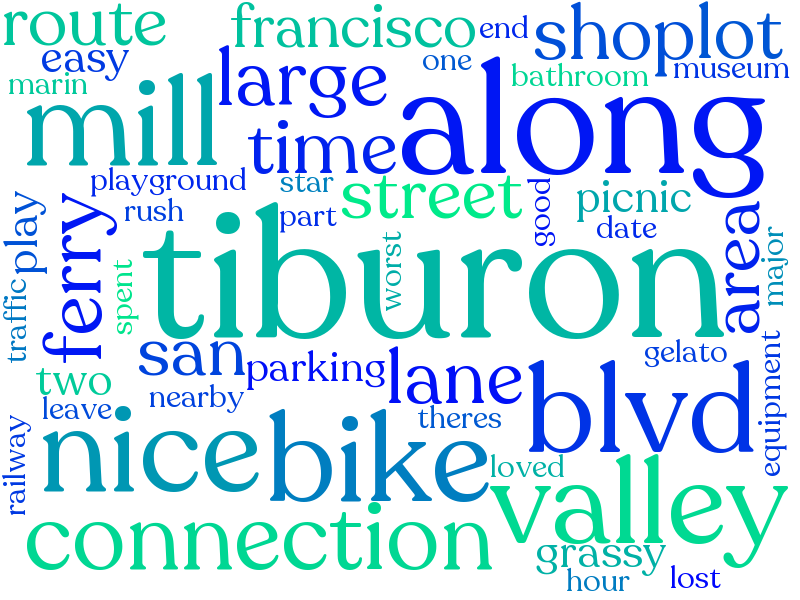 route
francisco
end
shoplot
easy
large
one
museum
marin
bathroom
mill
along
time
playground
star
street
picnic
rush
part
good
date
play
ferry
tiburon
worst
area
major
traffic
spent
san
parking
lane
gelato
two
nearby
blvd
equipment
leave
theres
nice
bike
railway
loved
valley
connection
grassy
hour
lost